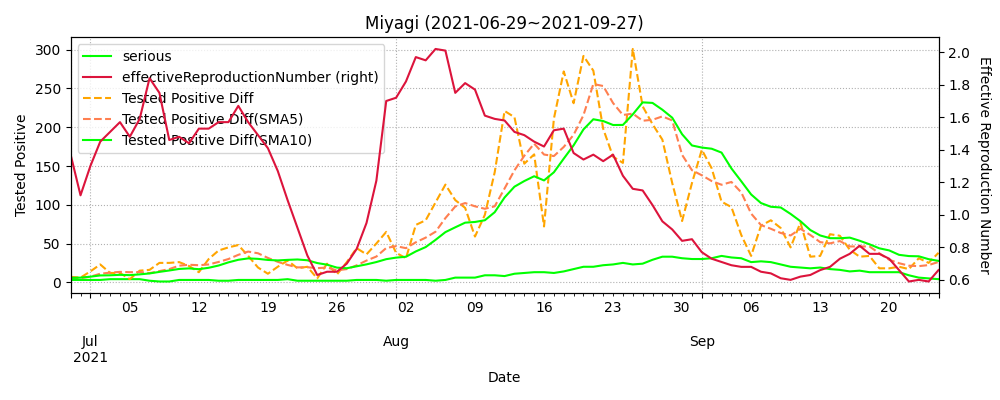 Miyagi (2021-06-29~2021-09-27)
serious
effectiveReproductionNumber (right)
Tested Positive Diff
Tested Positive Diff(SMA5)
Tested Positive Diff(SMA10)
Tested Positive
300
250
200
150
100
50
0
2.0
1.8
1.6
1.4
1.2
1.0
0.8
0.6
Effective Reproduction Number
05 12 19 26 02 09 16 23 30 06 13 20
Jul Aug Sep
2021
Date